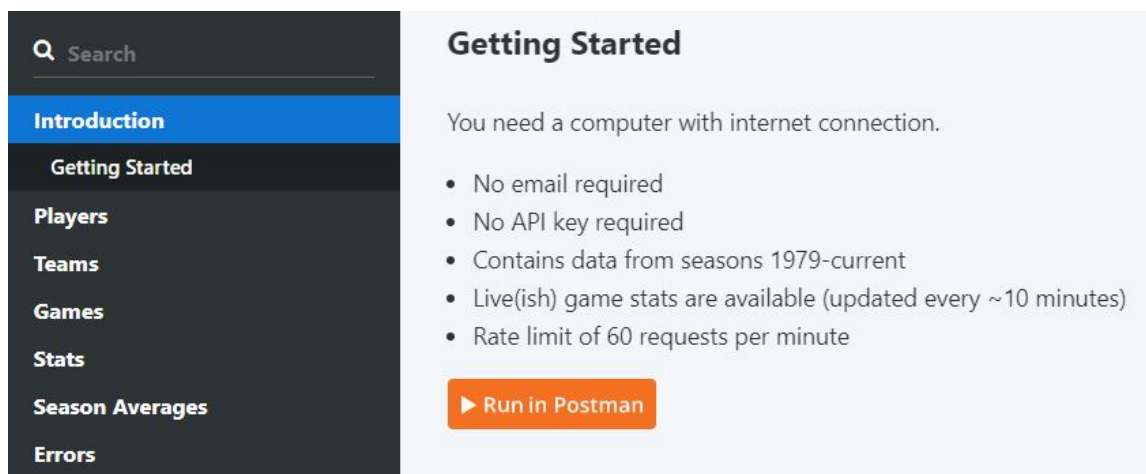 Search
Introduction
Getting Started
Players
Teams
Games
Stats
Season Averages
Errors
Getting Started
You need a computer with internet connection.
• No email required
• No API key required
• Contains data from seasons 1979-current
• Live(ish) game stats are available (updated every ~10 minutes)
• Rate limit of 60 requests per minute
Run in Postman